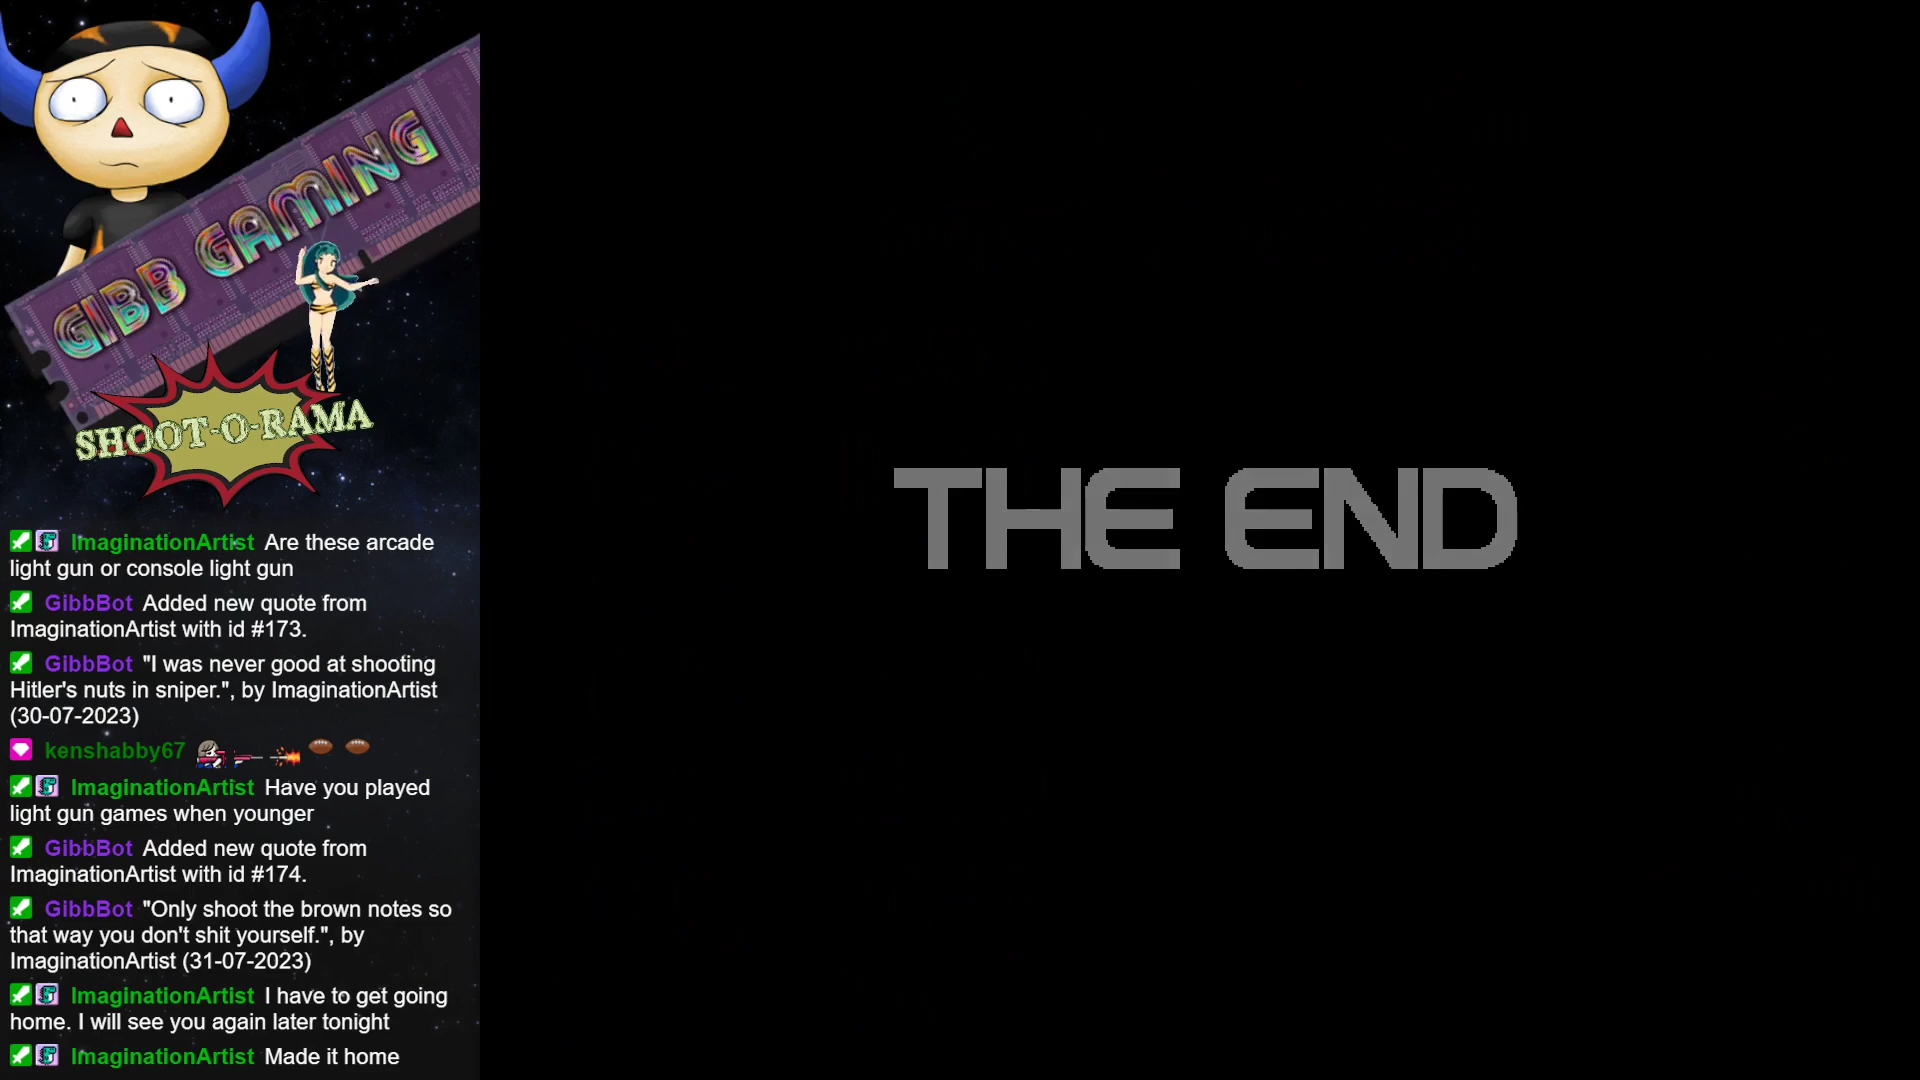 GIBB GAMING
SHOOT-O-RAMA
ImaginationArtist Are these arcade
light gun or console light gun
GibbBot Added new quote from
ImaginationArtist with id #173.
GibbBot "I was never good at shooting
Hitler's nuts in sniper.", by ImaginationArtist
(30-07-2023)
kenshabby67
ImaginationArtist Have you played
light gun games when younger
GibbBot Added new quote from
ImaginationArtist with id #174.
GibbBot "Only shoot the brown notes so
that way you don't shit yourself.", by
ImaginationArtist (31-07-2023)
ImaginationArtist I have to get going
home. I will see you again later tonight
ImaginationArtist Made it home
THE END